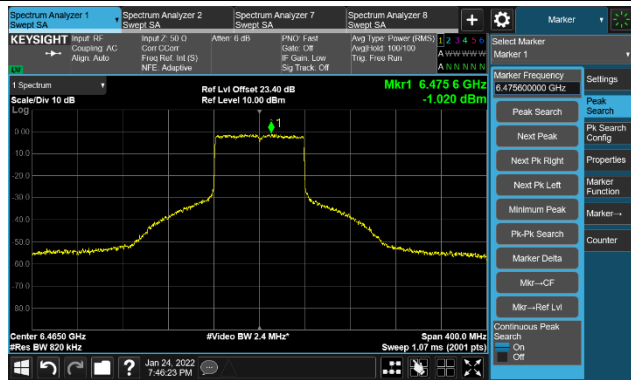 Spectrum Analyzer 1
Swept SA
Spectrum Analyzer 2
Swept SA
Spectrum Analyzer 7
Swept SA
Spectrum Analyzer 8
Swept SA
+
Marker
KEYSIGHT
Input: RF
Coupling: AC
Align: Auto
Input Z: 50 Ω
Corr CCorr
Freq Ref: Int (S)
NFE: Adaptive
Atten: 6 dB
PNO: Fast
Gate: Off
IF Gain: Low
Sig Track: Off
Avg Type: Power (RMS)
Avg|Hold: 100/100
Trig: Free Run
1 2 3 4 5 6
A W W W W W
A N N N N N
Select Marker
Marker 1
1 Spectrum
Scale/Div 10 dB
Log
Ref Lvl Offset 23.40 dB
Ref Level 10.00 dBm
Mkr1 6.475 6 GHz
-1.020 dBm
1
0.00
-10.0
-20.0
-30.0
-40.0
-50.0
-60.0
-70.0
-80.0
Center 6.4650 GHz
#Res BW 820 kHz
#Video BW 2.4 MHz*
Span 400.0 MHz
Sweep 1.07 ms (2001 pts)
Marker Frequency
6.475600000 GHz
Peak Search
Next Peak
Next Pk Right
Next Pk Left
Minimum Peak
Pk-Pk Search
Marker Delta
Mkr→CF
Mkr→Ref Lvl
Continuous Peak
Search
On
Off
Settings
Peak
Search
Pk Search
Config
Properties
Marker
Function
Marker→
Counter
?
Jan 24, 2022
7:46:23 PM